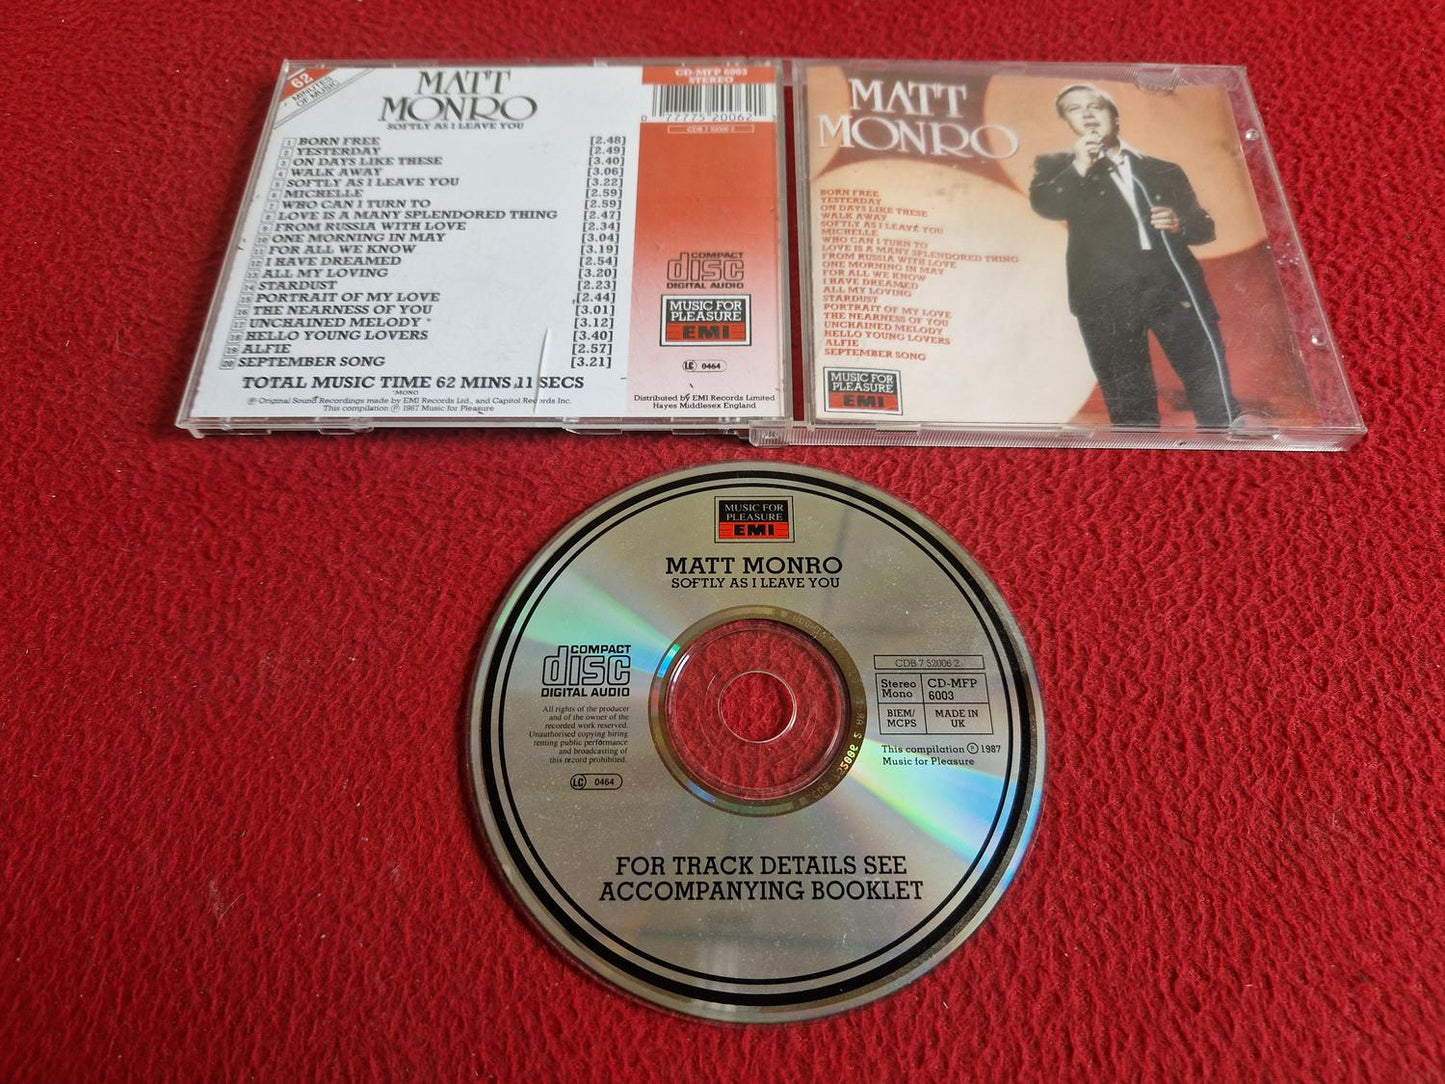 62
MINUTES
OF MUSIC
MATT
MONRO
SOFTLY AS I LEAVE YOU
1 BORN FREE [2.48]
2 YESTERDAY [2.49]
3 ON DAYS LIKE THESE [3.40]
4 WALK AWAY [3.06]
5 SOFTLY AS I LEAVE YOU [3.22]
6 MICHELLE [2.59]
7 WHO CAN I TURN TO [2.59]
8 LOVE IS A MANY SPLENDORED THING [2.47]
9 FROM RUSSIA WITH LOVE [2.34]
10 ONE MORNING IN MAY [3.04]
11 FOR ALL WE KNOW [3.19]
12 I HAVE DREAMED [2.54]
13 ALL MY LOVING [3.20]
14 STARDUST [2.23]
15 PORTRAIT OF MY LOVE [2.44]
16 THE NEARNESS OF YOU [3.01]
17 UNCHAINED MELODY* [3.12]
18 HELLO YOUNG LOVERS [3.40]
19 ALFIE [2.57]
20 SEPTEMBER SONG [3.21]
TOTAL MUSIC TIME 62 MINS 11 SECS
*MONO
℗ Original Sound Recordings made by EMI Records Ltd., and Capitol Records Inc.
This compilation ℗ 1987 Music for Pleasure
CD-MFP 6003
STEREO
0 77775 20062
CDB 7 52006 2
COMPACT
disc
DIGITAL AUDIO
MUSIC FOR
PLEASURE
EMI
LC 0464
Distributed by EMI Records Limited
Hayes Middlesex England
MATT
MONRO
BORN FREE
YESTERDAY
ON DAYS LIKE THESE
WALK AWAY
SOFTLY AS I LEAVE YOU
MICHELLE
WHO CAN I TURN TO
LOVE IS A MANY SPLENDORED THING
FROM RUSSIA WITH LOVE
ONE MORNING IN MAY
FOR ALL WE KNOW
I HAVE DREAMED
ALL MY LOVING
STARDUST
PORTRAIT OF MY LOVE
THE NEARNESS OF YOU
UNCHAINED MELODY
HELLO YOUNG LOVERS
ALFIE
SEPTEMBER SONG
MUSIC FOR
PLEASURE
EMI
MUSIC FOR
PLEASURE
EMI
MATT MONRO
SOFTLY AS I LEAVE YOU
COMPACT
disc
DIGITAL AUDIO
All rights of the producer
and of the owner of the
recorded work reserved.
Unauthorised copying hiring
renting public performance
and broadcasting of
this record prohibited.
LC 0464
CDB 7 52006 2
Stereo Mono
CD-MFP 6003
BIEM/ MCPS
MADE IN UK
This compilation ℗ 1987
Music for Pleasure
FOR TRACK DETAILS SEE
ACCOMPANYING BOOKLET